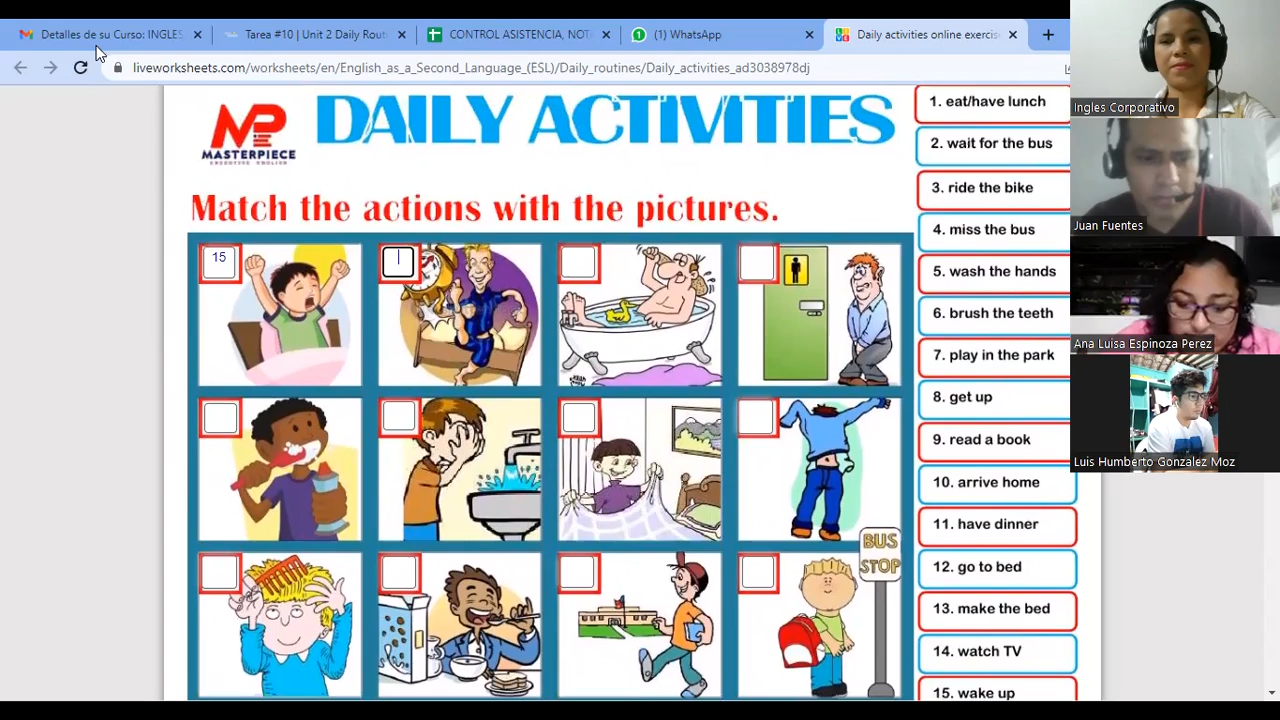 Detalles de su Curso: INGLES
Tarea #10 | Unit 2 Daily Rout
CONTROL ASISTENCIA, NOT
(1) WhatsApp
Daily activities online exercis
liveworksheets.com/worksheets/en/English_as_a_Second_Language_(ESL)/Daily_routines/Daily_activities_ad3038978dj
MP
MASTERPIECE
EXECUTIVE ENGLISH
DAILY ACTIVITIES
Match the actions with the pictures.
15
BUS
STOP
1. eat/have lunch
2. wait for the bus
3. ride the bike
4. miss the bus
5. wash the hands
6. brush the teeth
7. play in the park
8. get up
9. read a book
10. arrive home
11. have dinner
12. go to bed
13. make the bed
14. watch TV
15. wake up
Ingles Corporativo
Juan Fuentes
Ana Luisa Espinoza Perez
Luis Humberto Gonzalez Moz